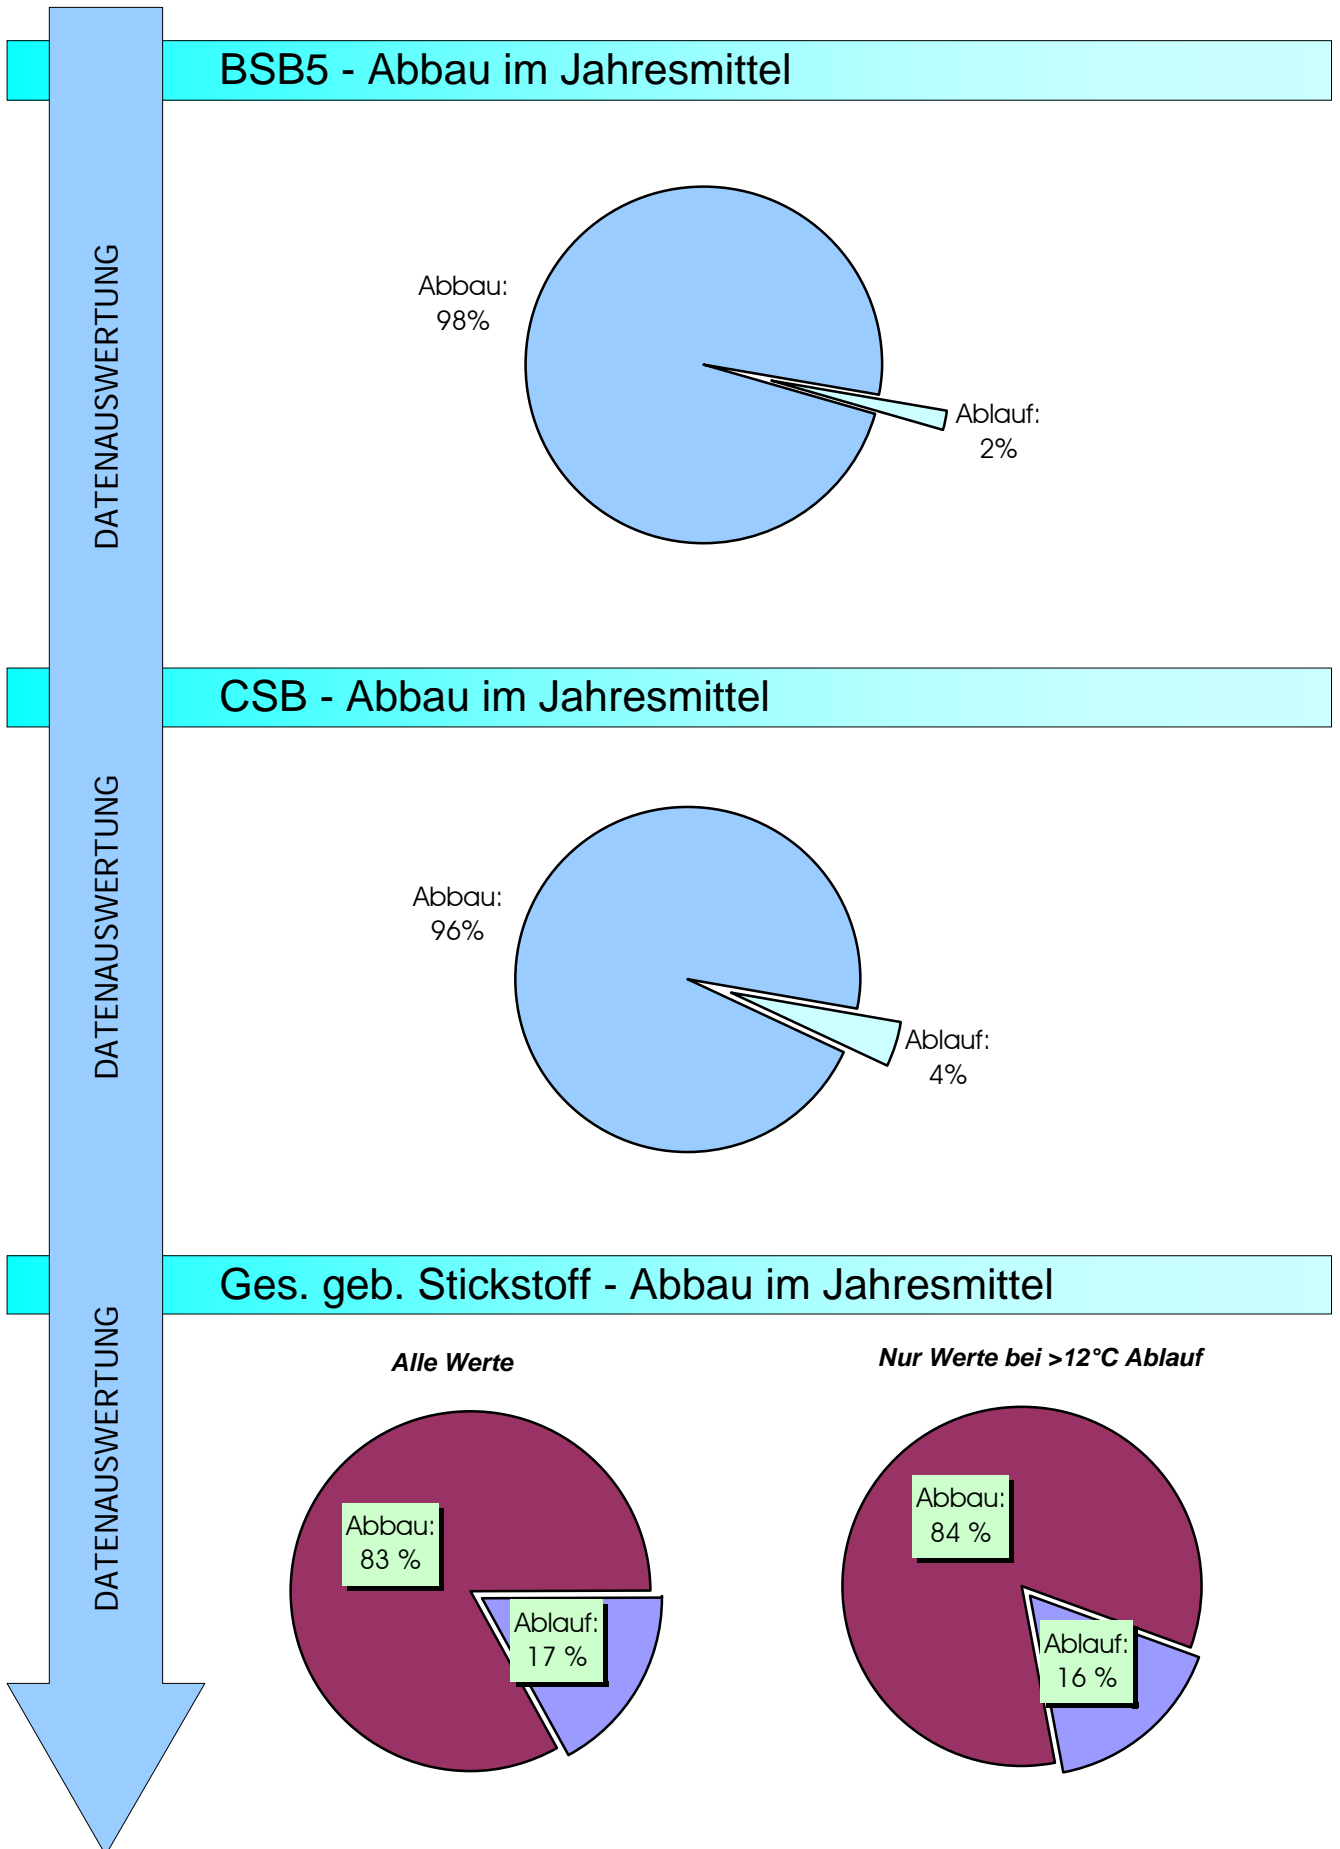 BSB5 - Abbau im Jahresmittel
DATENAUSWERTUNG
Abbau:
98%
Ablauf:
2%
CSB - Abbau im Jahresmittel
DATENAUSWERTUNG
Abbau:
96%
Ablauf:
4%
Ges. geb. Stickstoff - Abbau im Jahresmittel
DATENAUSWERTUNG
Alle Werte
Abbau:
83 %
Ablauf:
17 %
Nur Werte bei >12°C Ablauf
Abbau:
84 %
Ablauf:
16 %